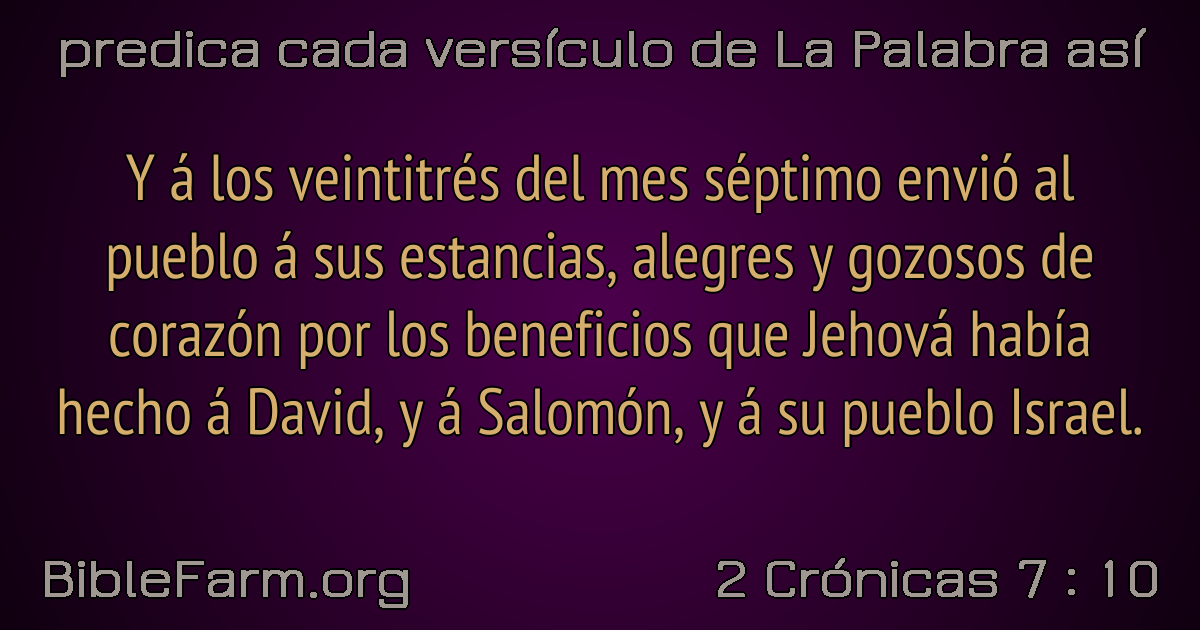 predica cada versículo de La Palabra así
Y á los veintitrés del mes séptimo envió al
pueblo á sus estancias, alegres y gozosos de
corazón por los beneficios que Jehová había
hecho á David, y á Salomón, y á su pueblo Israel.
BibleFarm.org
2 Crónicas 7 : 10